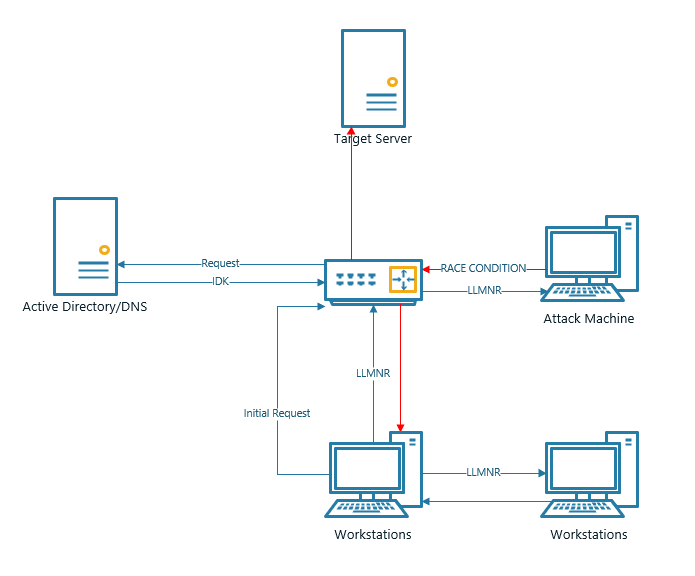 Target Server
Request
IDK
Active Directory/DNS
RACE CONDITION
LLMNR
Attack Machine
LLMNR
Initial Request
LLMNR
Workstations
Workstations